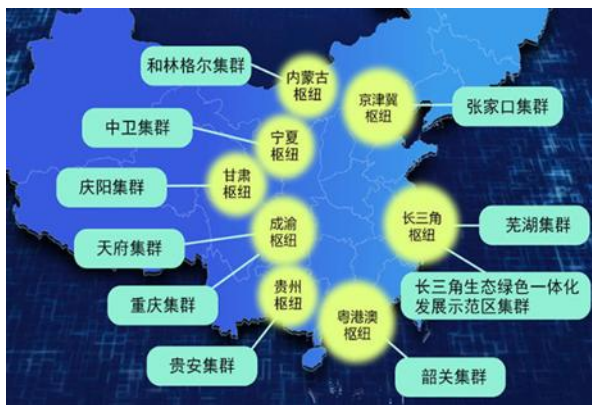 和林格尔集群
内蒙古
枢纽
京津冀
枢纽
张家口集群
中卫集群
宁夏
枢纽
庆阳集群
甘肃
枢纽
天府集群
成渝
枢纽
长三角
枢纽
芜湖集群
重庆集群
贵州
枢纽
长三角生态绿色一体化
发展示范区集群
粤港澳
枢纽
贵安集群
韶关集群